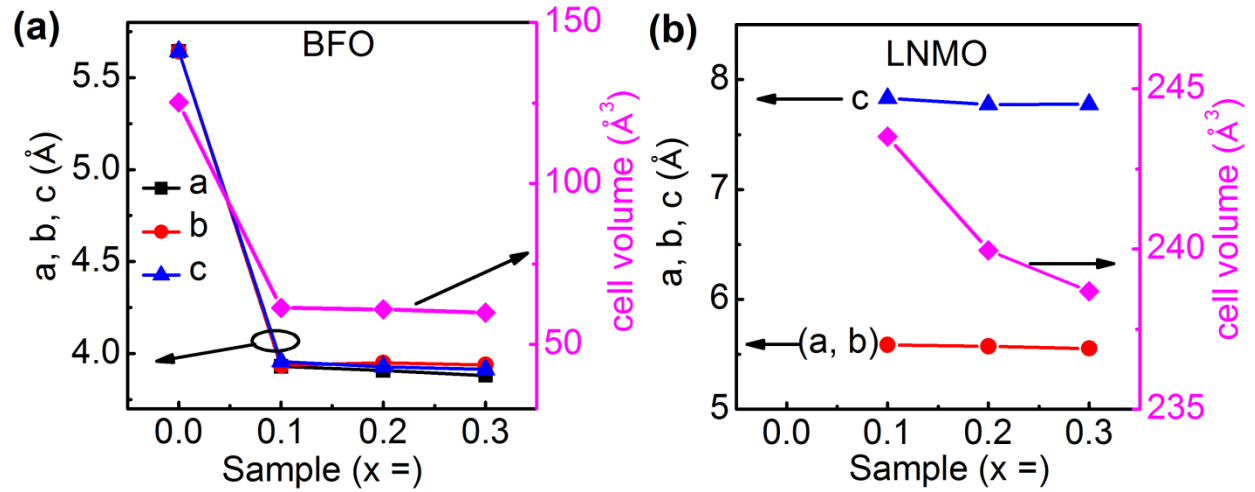 (a)
BFO
a, b, c (Å)
5.5
5.0
4.5
4.0
a
b
c
150
100
50
cell volume (Å³)
0.0 0.1 0.2 0.3
Sample (x =)
(b)
LNMO
a, b, c (Å)
8
7
6
5
c
(a, b)
245
240
235
cell volume (Å³)
0.0 0.1 0.2 0.3
Sample (x =)